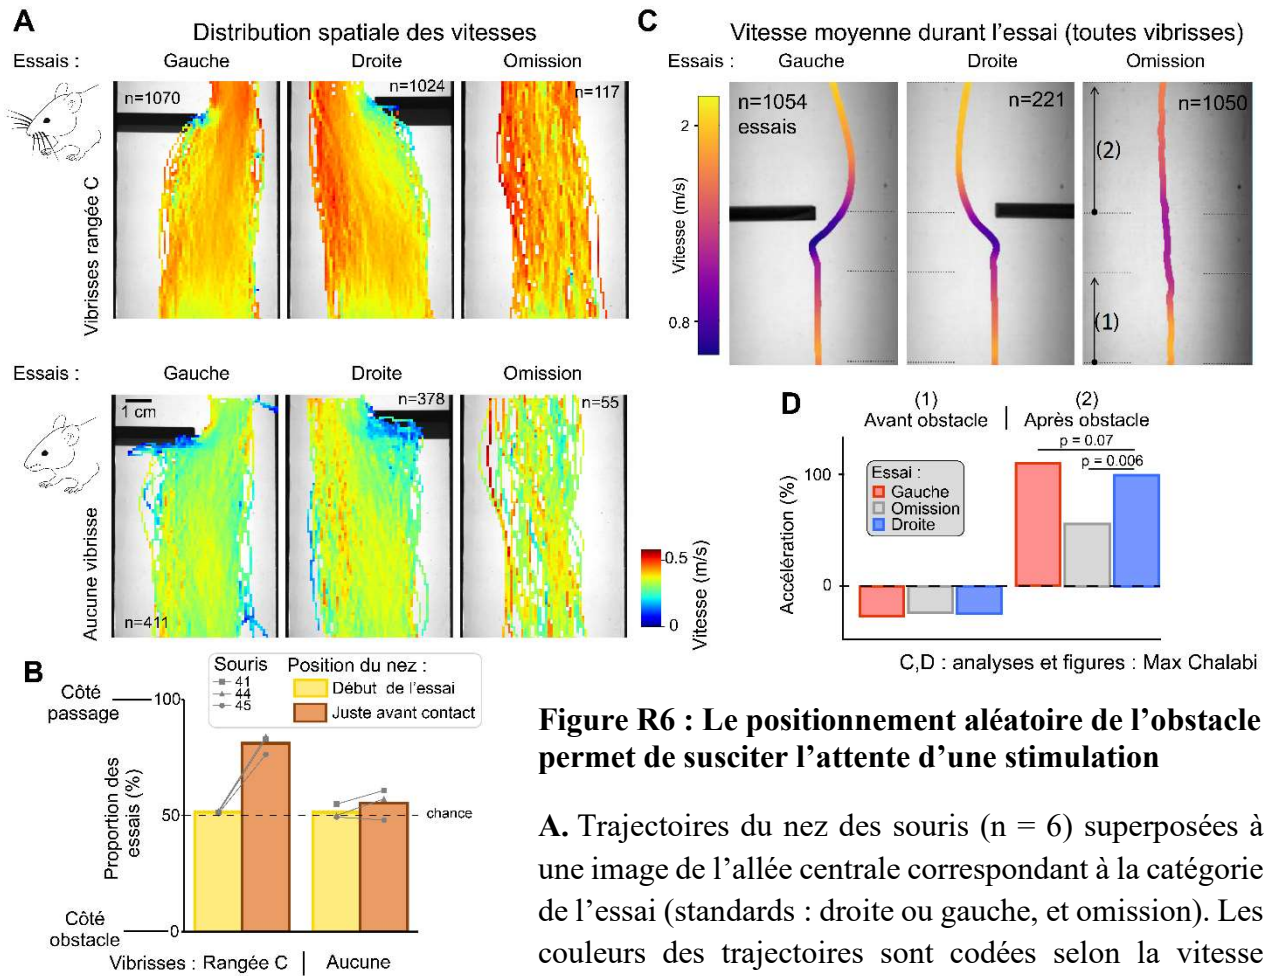 A
Distribution spatiale des vitesses
Essais :
Gauche
Droite
Omission
n=1070
n=1024
n=117
Vibrisses rangée C
Essais :
Gauche
Droite
Omission
1 cm
n=378
n=55
n=411
Aucune vibrisse
0.5
0
Vitesse (m/s)
B
Souris
41
44
45
Position du nez :
Début de l'essai
Juste avant contact
Côté passage
100
Proportion des essais (%)
50
chance
Côté obstacle
0
Vibrisses : Rangée C | Aucune
C
Vitesse moyenne durant l'essai (toutes vibrisses)
Essais :
Gauche
Droite
Omission
2
0.8
Vitesse (m/s)
n=1054
essais
n=221
n=1050
(2)
(1)
D
(1)
Avant obstacle
(2)
Après obstacle
p = 0.07
p = 0.006
Accélération (%)
100
0
Essai :
Gauche
Omission
Droite
C,D : analyses et figures : Max Chalabi
Figure R6 : Le positionnement aléatoire de l'obstacle
permet de susciter l'attente d'une stimulation
A. Trajectoires du nez des souris (n = 6) superposées à
une image de l'allée centrale correspondant à la catégorie
de l'essai (standards : droite ou gauche, et omission). Les
couleurs des trajectoires sont codées selon la vitesse